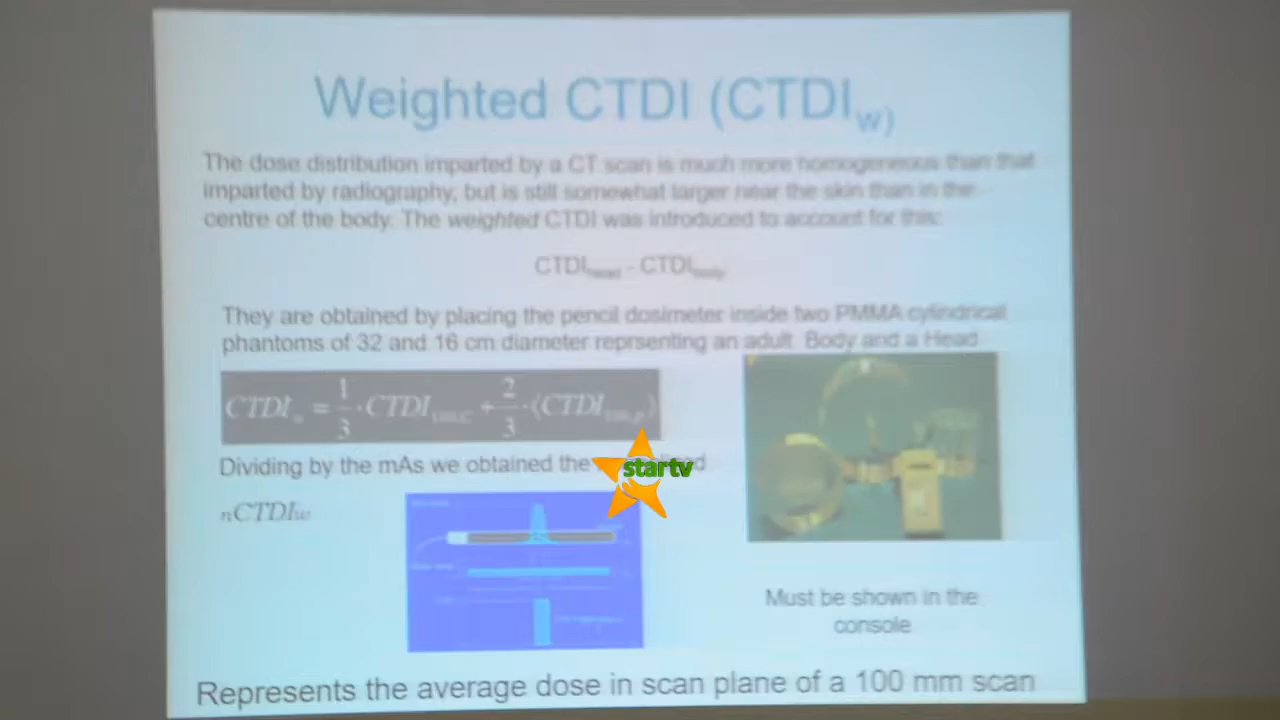 Weighted CTDI (CTDIw)
The dose distribution imparted by a CT scan is much more homogeneous than that
imparted by radiography, but is still somewhat larger near the skin than in the
centre of the body. The weighted CTDI was introduced to account for this:
CTDIhead - CTDIbody
They are obtained by placing the pencil dosimeter inside two PMMA cylindrical
phantoms of 32 and 16 cm diameter reprsenting an adult Body and a Head
CTDIw = 1/3 · CTDI100,c + 2/3 · (CTDI100,p)
Dividing by the mAs we obtained the
startv
nCTDIw
Must be shown in the
console
Represents the average dose in scan plane of a 100 mm scan